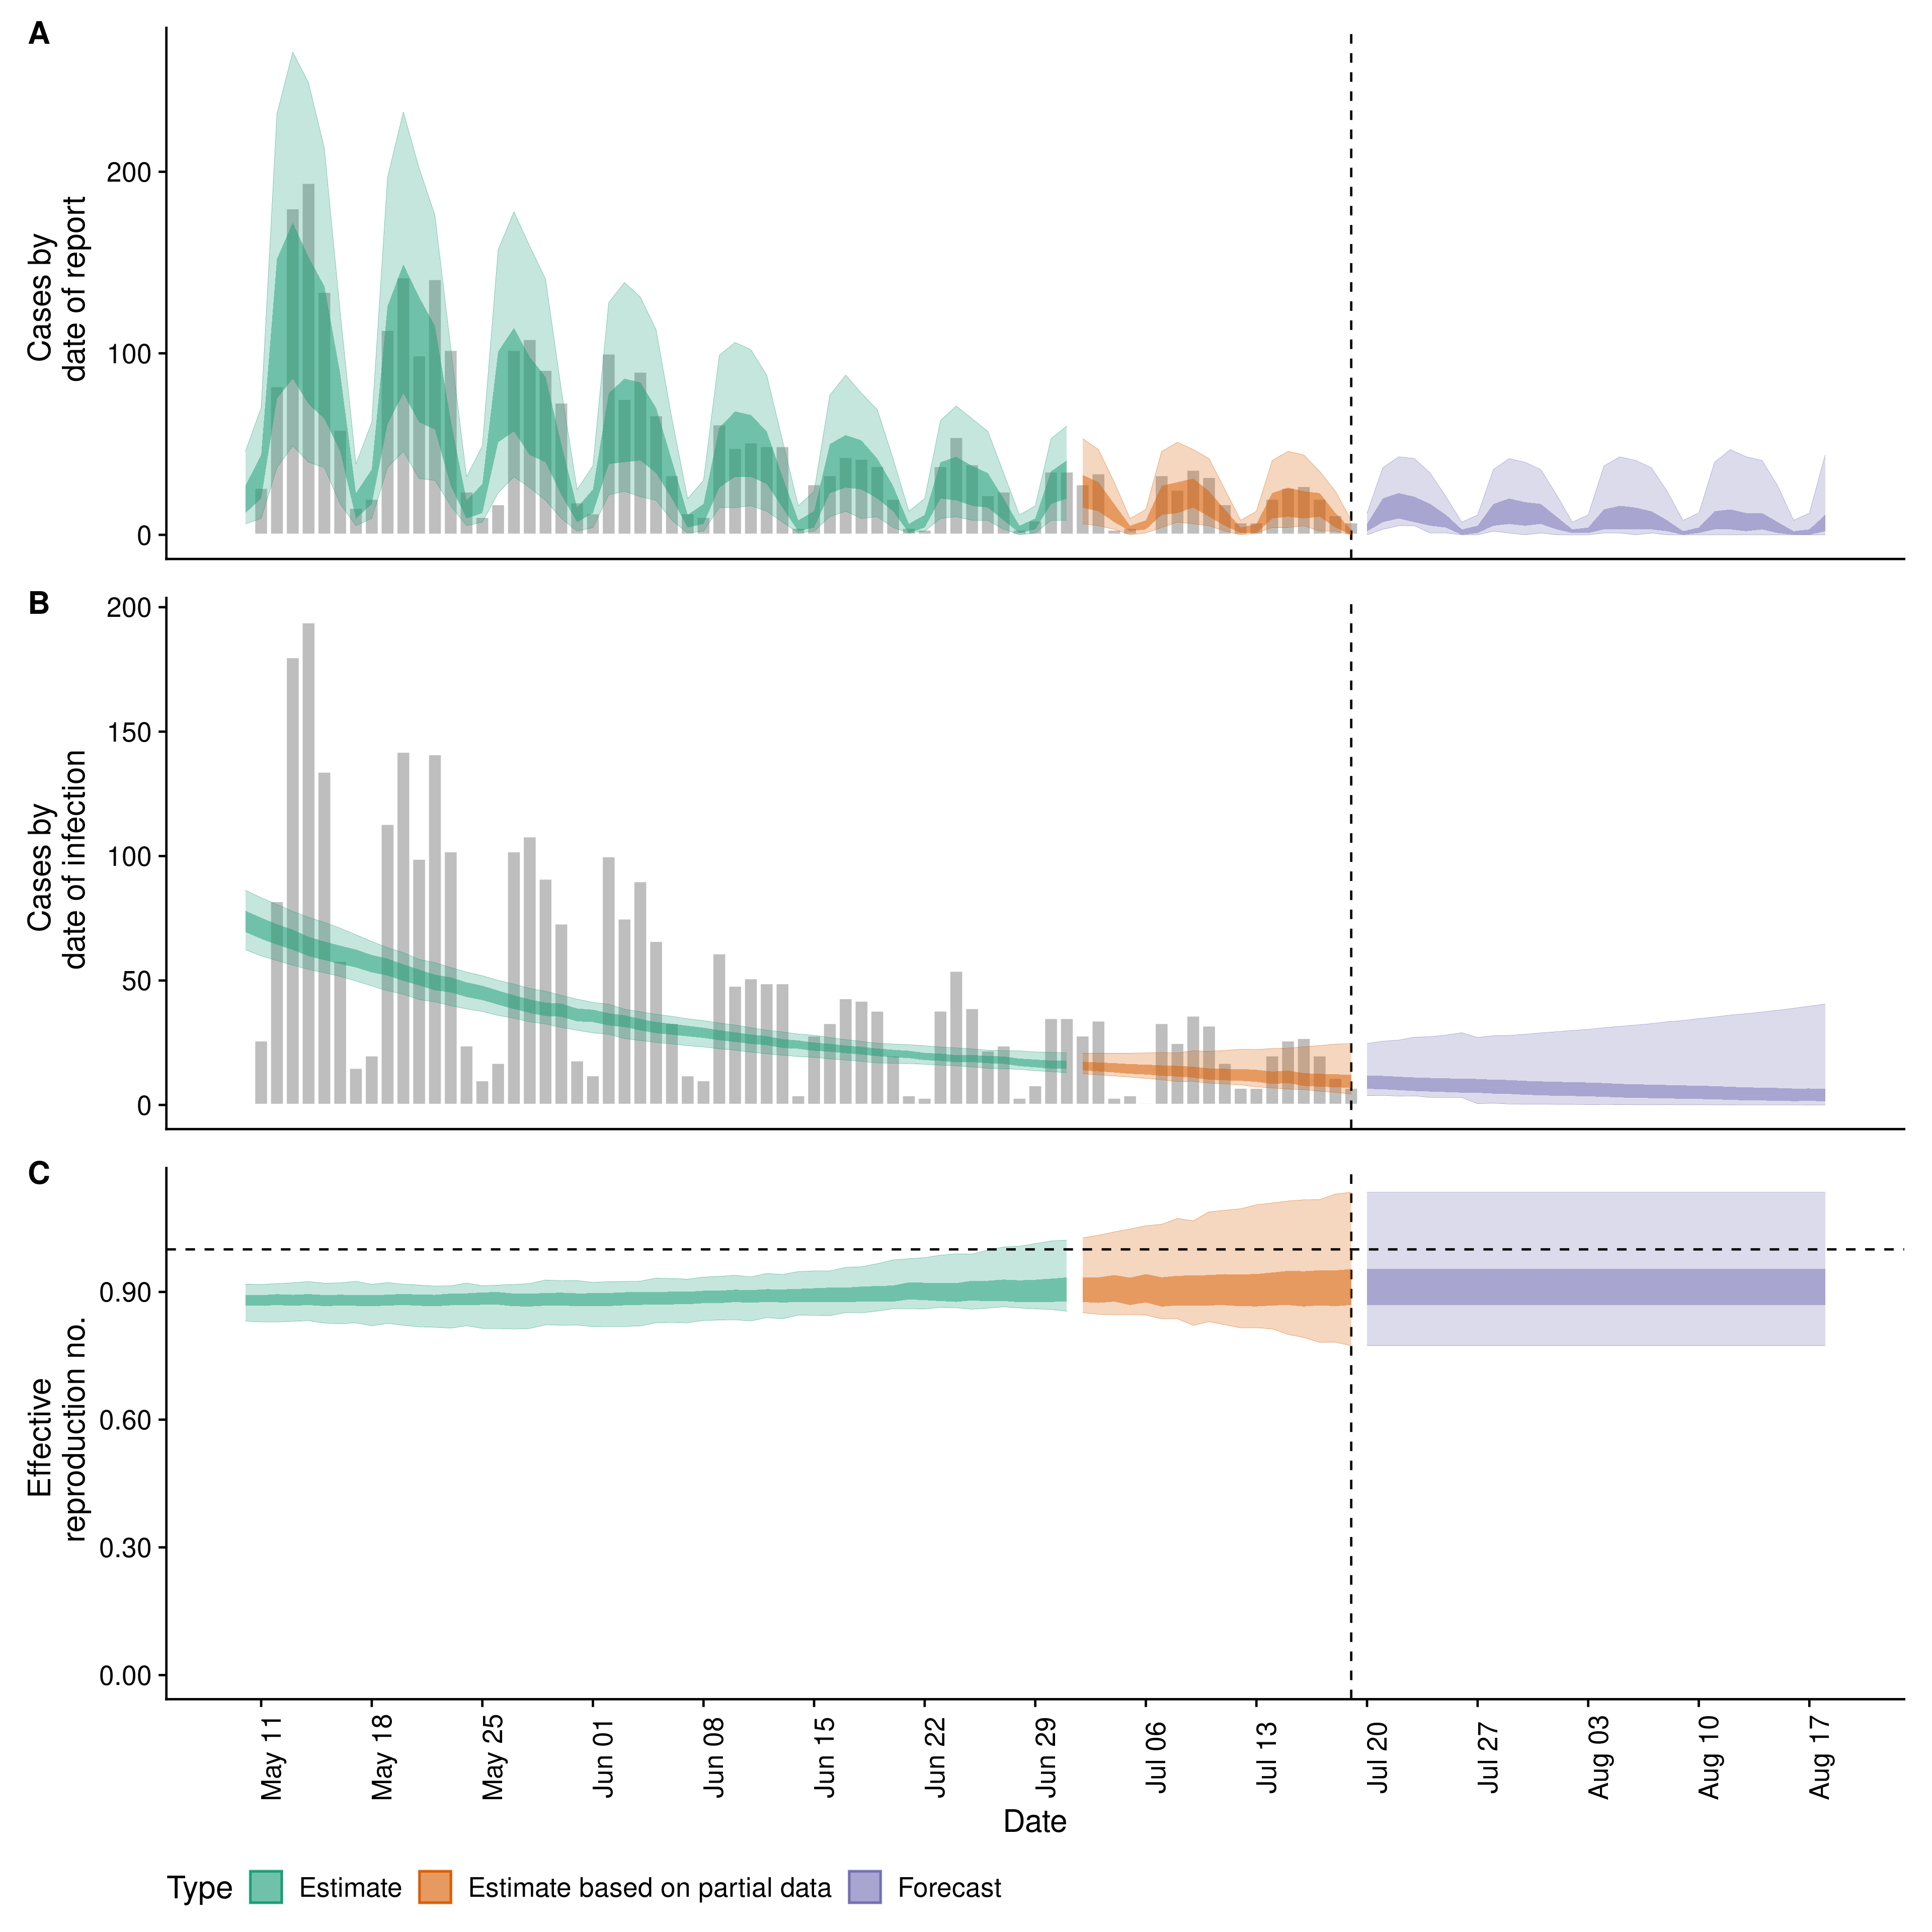 A
Cases by
date of report
200
100
0
B
Cases by
date of infection
200
150
100
50
0
C
Effective
reproduction no.
0.90
0.60
0.30
0.00
May 11
May 18
May 25
Jun 01
Jun 08
Jun 15
Jun 22
Jun 29
Jul 06
Jul 13
Jul 20
Jul 27
Aug 03
Aug 10
Aug 17
Date
Type Estimate Estimate based on partial data Forecast